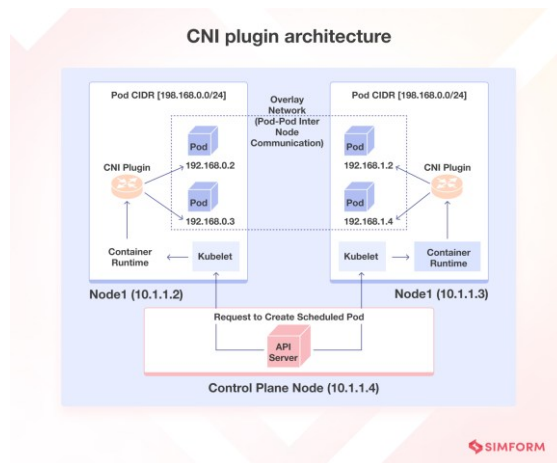 CNI plugin architecture
Pod CIDR [198.168.0.0/24]
Overlay
Network
(Pod-Pod Inter
Node
Communication)
Pod CIDR [198.168.0.0/24]
Pod
192.168.0.2
Pod
192.168.1.2
CNI Plugin
CNI Plugin
Pod
192.168.0.3
Pod
192.168.1.4
Container
Runtime
Kubelet
Kubelet
Container
Runtime
Node1 (10.1.1.2)
Node1 (10.1.1.3)
Request to Create Scheduled Pod
API
Server
Control Plane Node (10.1.1.4)
SIMFORM